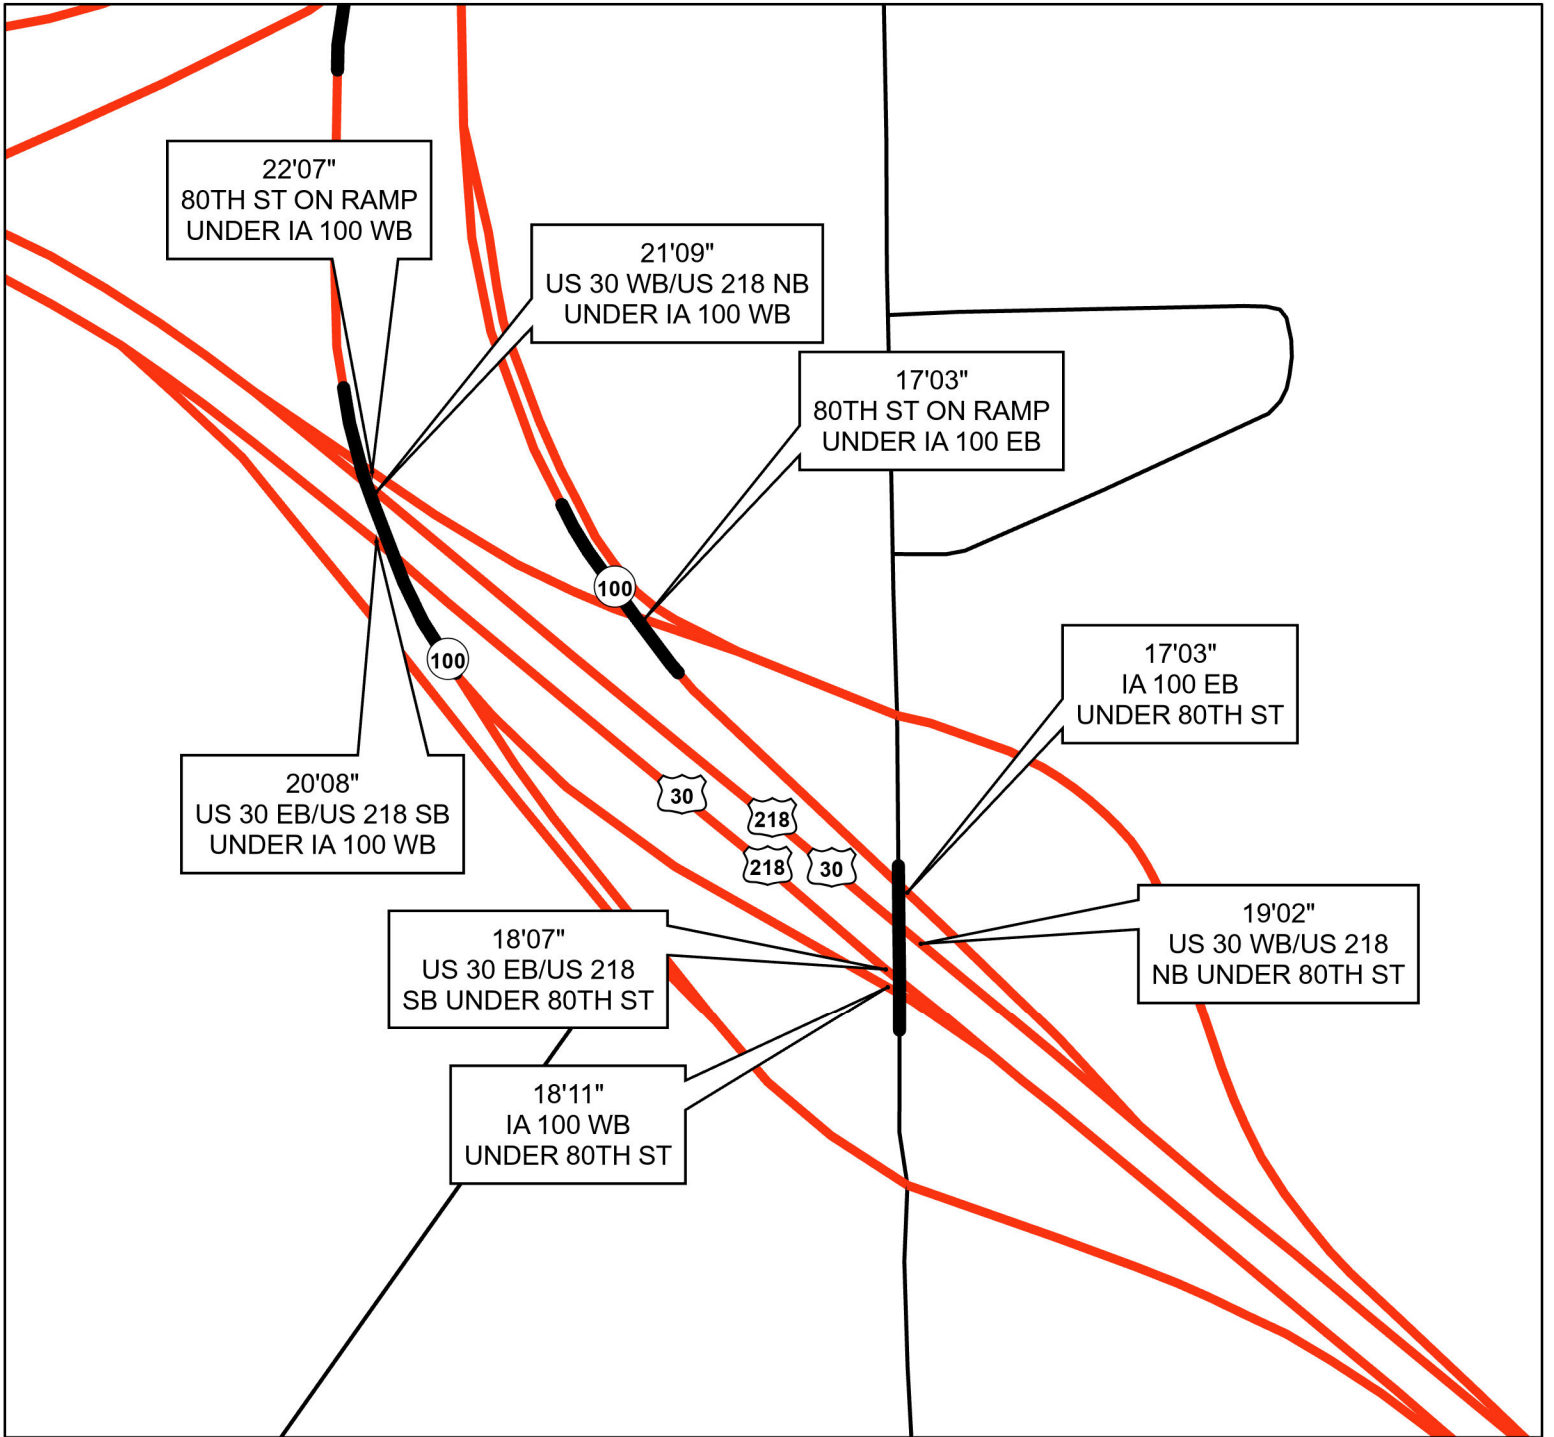 22'07"
80TH ST ON RAMP
UNDER IA 100 WB
21'09"
US 30 WB/US 218 NB
UNDER IA 100 WB
17'03"
80TH ST ON RAMP
UNDER IA 100 EB
100
100
17'03"
IA 100 EB
UNDER 80TH ST
20'08"
US 30 EB/US 218 SB
UNDER IA 100 WB
30
218
218
30
18'07"
US 30 EB/US 218
SB UNDER 80TH ST
19'02"
US 30 WB/US 218
NB UNDER 80TH ST
18'11"
IA 100 WB
UNDER 80TH ST